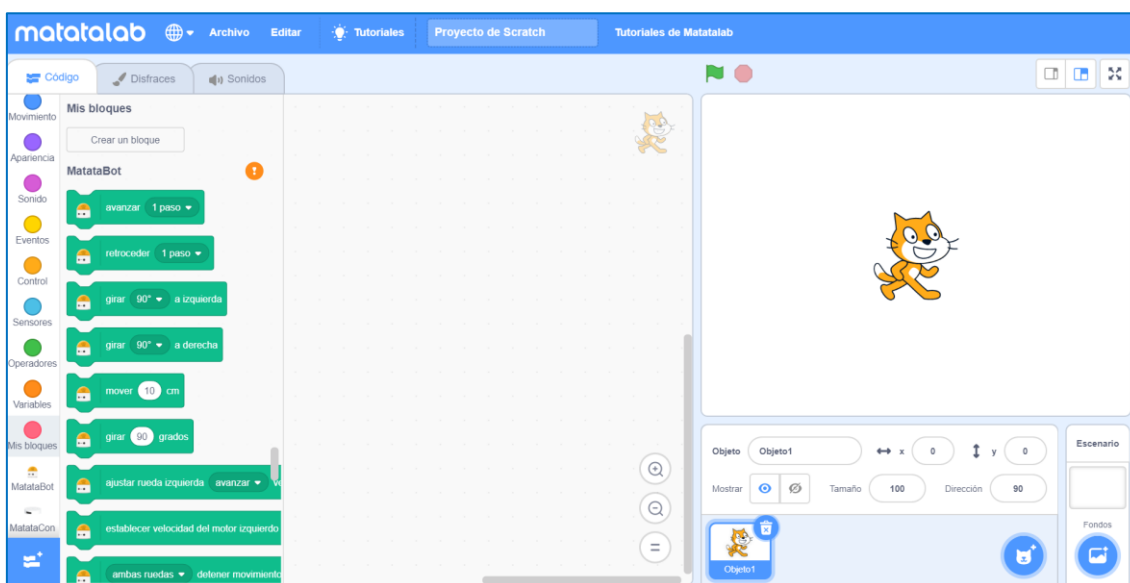 matatalab Archivo Editar Tutoriales Proyecto de Scratch Tutoriales de Matatalab
Código Disfraces Sonidos
Movimiento
Apariencia
Sonido
Eventos
Control
Sensores
Operadores
Variables
Mis bloques
MatataBot
MatataCon
Mis bloques
Crear un bloque
MatataBot
avanzar 1 paso
retroceder 1 paso
girar 90° a izquierda
girar 90° a derecha
mover 10 cm
girar 90 grados
ajustar rueda izquierda avanzar
establecer velocidad del motor izquierdo
ambas ruedas detener movimiento
Objeto Objeto1 x 0 y 0
Mostrar Tamaño 100 Dirección 90
Objeto1
Escenario
Fondos